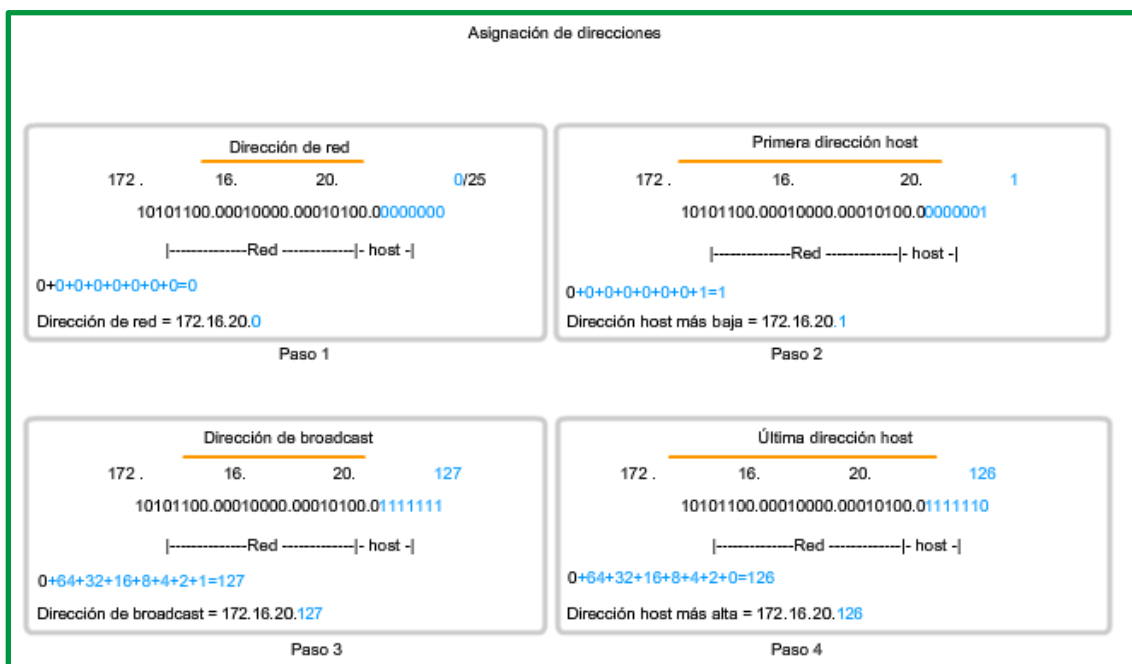 Asignación de direcciones
Dirección de red
172 . 16. 20. 0/25
10101100.00010000.00010100.00000000
|--------------Red -------------|- host -|
0+0+0+0+0+0+0+0=0
Dirección de red = 172.16.20.0
Paso 1
Primera dirección host
172 . 16. 20. 1
10101100.00010000.00010100.00000001
|--------------Red -------------|- host -|
0+0+0+0+0+0+0+1=1
Dirección host más baja = 172.16.20.1
Paso 2
Dirección de broadcast
172 . 16. 20. 127
10101100.00010000.00010100.01111111
|--------------Red -------------|- host -|
0+64+32+16+8+4+2+1=127
Dirección de broadcast = 172.16.20.127
Paso 3
Última dirección host
172 . 16. 20. 126
10101100.00010000.00010100.01111110
|--------------Red -------------|- host -|
0+64+32+16+8+4+2+0=126
Dirección host más alta = 172.16.20.126
Paso 4